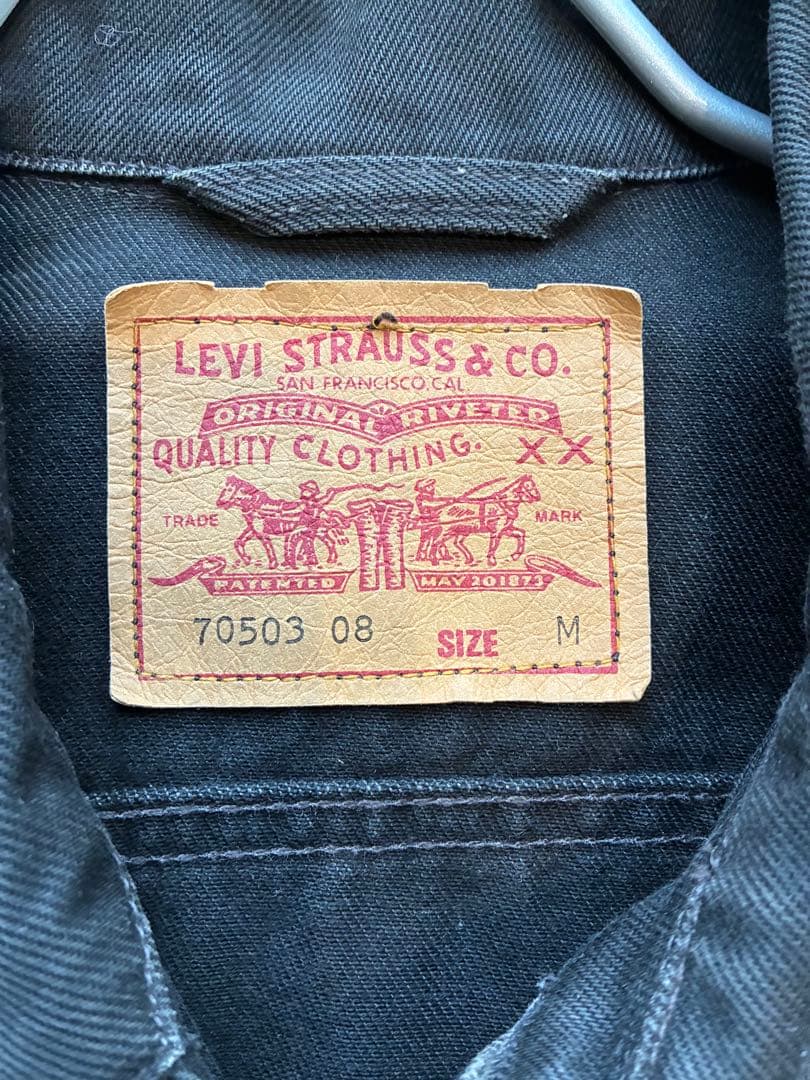 LEVI STRAUSS & CO.
SAN FRANCISCO CAL
ORIGINAL RIVETED
QUALITY CLOTHING. XX
TRADE MARK
PATENTED MAY 20 1873
70503 08 SIZE M